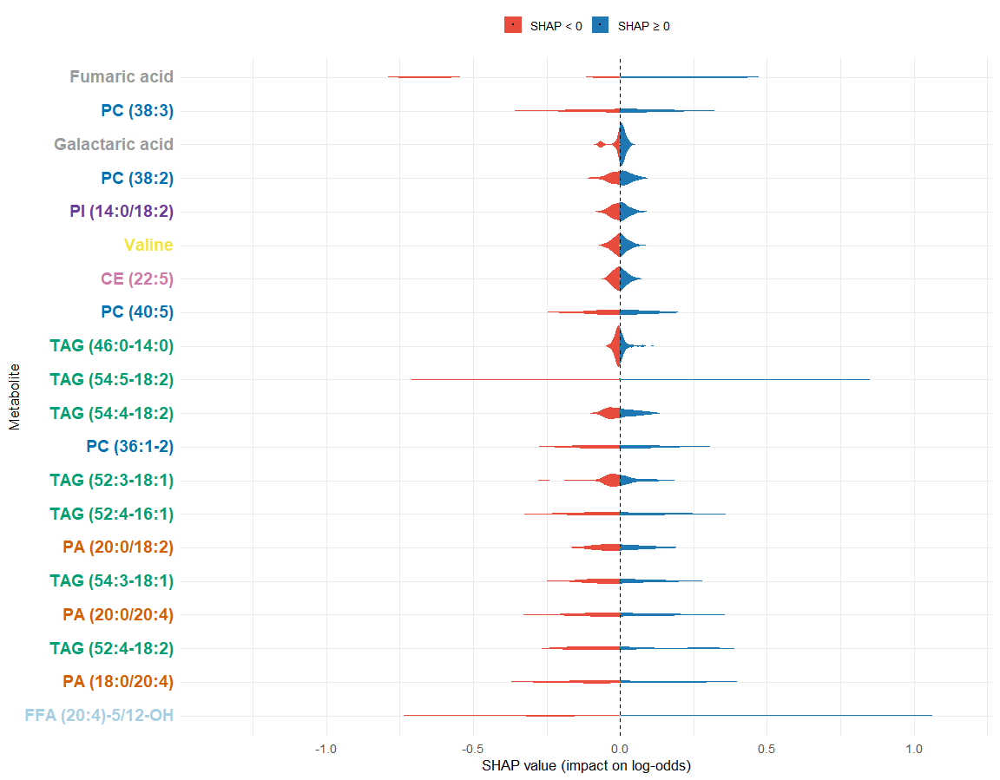 SHAP < 0 SHAP ≥ 0
Fumaric acid
PC (38:3)
Galactaric acid
PC (38:2)
PI (14:0/18:2)
Valine
CE (22:5)
PC (40:5)
TAG (46:0-14:0)
TAG (54:5-18:2)
TAG (54:4-18:2)
PC (36:1-2)
TAG (52:3-18:1)
TAG (52:4-16:1)
PA (20:0/18:2)
TAG (54:3-18:1)
PA (20:0/20:4)
TAG (52:4-18:2)
PA (18:0/20:4)
FFA (20:4)-5/12-OH
Metabolite
-1.0 -0.5 0.0 0.5 1.0
SHAP value (impact on log-odds)